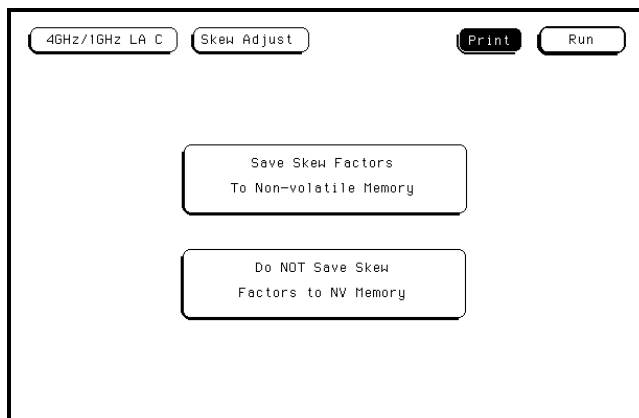 4GHz/1GHz LA C Skew Adjust Print Run
Save Skew Factors
To Non-volatile Memory
Do NOT Save Skew
Factors to NV Memory